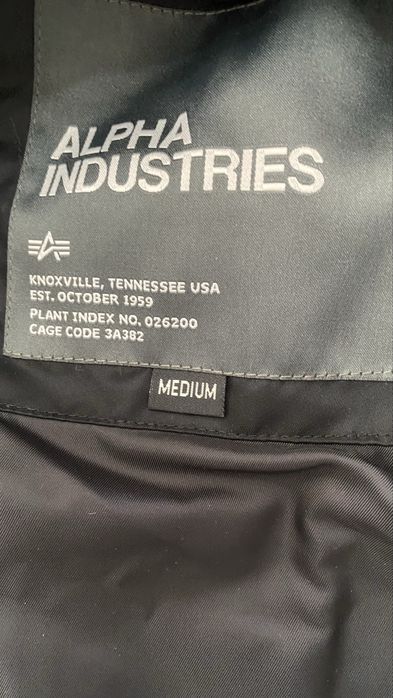 ALPHA
INDUSTRIES
KNOXVILLE, TENNESSEE USA
EST. OCTOBER 1959
PLANT INDEX NO. 026200
CAGE CODE 3A382
MEDIUM